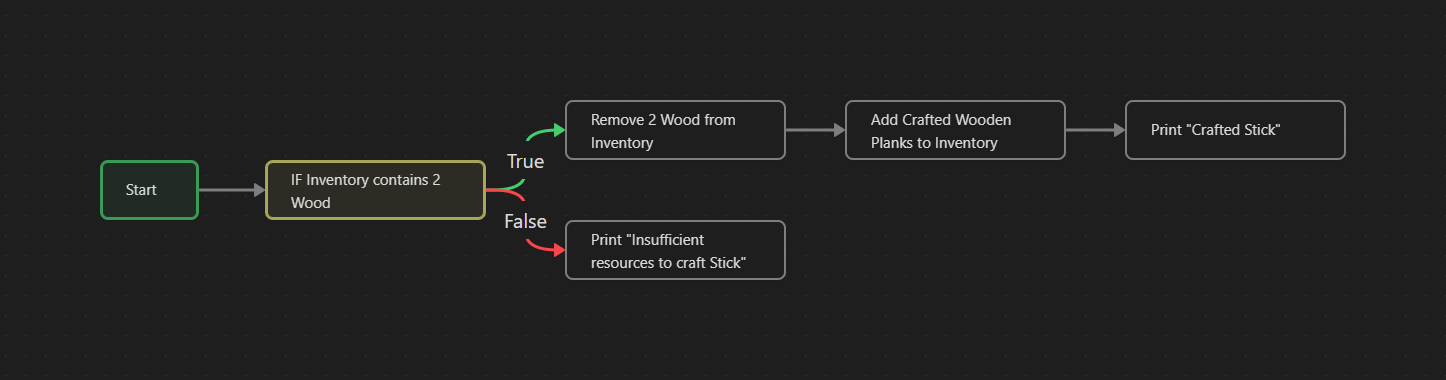 Start
IF Inventory contains 2
Wood
True
False
Remove 2 Wood from
Inventory
Add Crafted Wooden
Planks to Inventory
Print "Crafted Stick"
Print "Insufficient
resources to craft Stick"